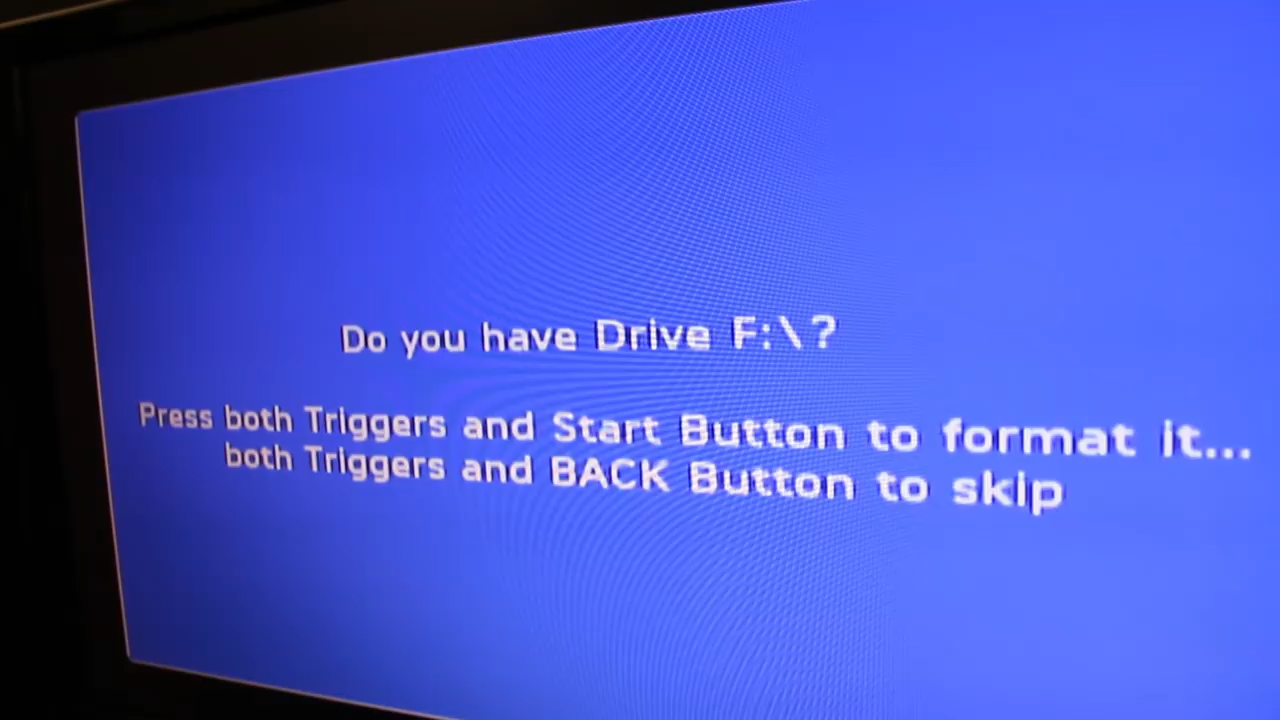 Do you have Drive F:\?
Press both Triggers and Start Button to format it...
both Triggers and BACK Button to skip